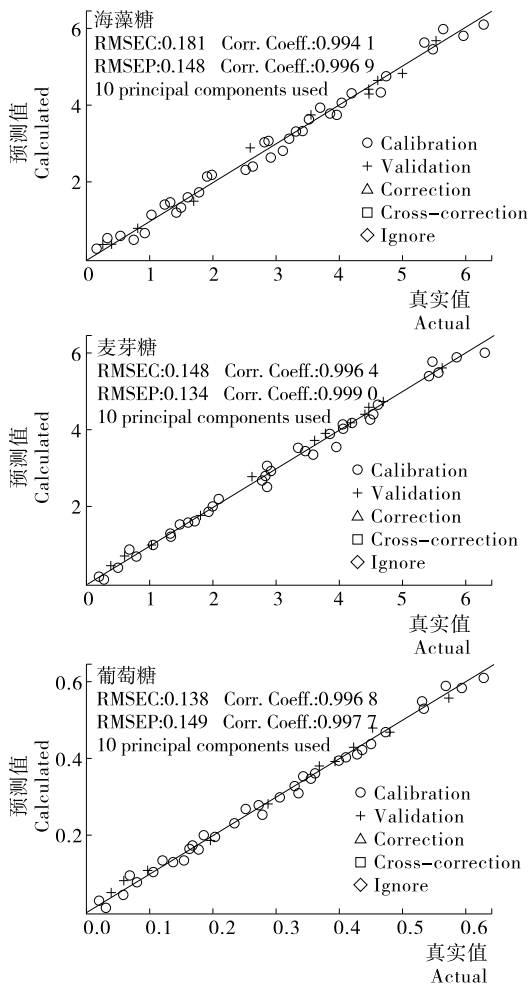 海藻糖
RMSEC:0.181 Corr. Coeff.:0.994 1
RMSEP:0.148 Corr. Coeff.:0.996 9
10 principal components used
预测值
Calculated
6
4
2
Calibration
Validation
Correction
Cross-correction
Ignore
0 1 2 3 4 5 6
真实值
Actual
麦芽糖
RMSEC:0.148 Corr. Coeff.:0.996 4
RMSEP:0.134 Corr. Coeff.:0.999 0
10 principal components used
预测值
Calculated
6
4
2
Calibration
Validation
Correction
Cross-correction
Ignore
0 1 2 3 4 5 6
真实值
Actual
葡萄糖
RMSEC:0.138 Corr. Coeff.:0.996 8
RMSEP:0.149 Corr. Coeff.:0.997 7
10 principal components used
预测值
Calculated
0.6
0.4
0.2
Calibration
Validation
Correction
Cross-correction
Ignore
0.0 0.1 0.2 0.3 0.4 0.5 0.6
真实值
Actual